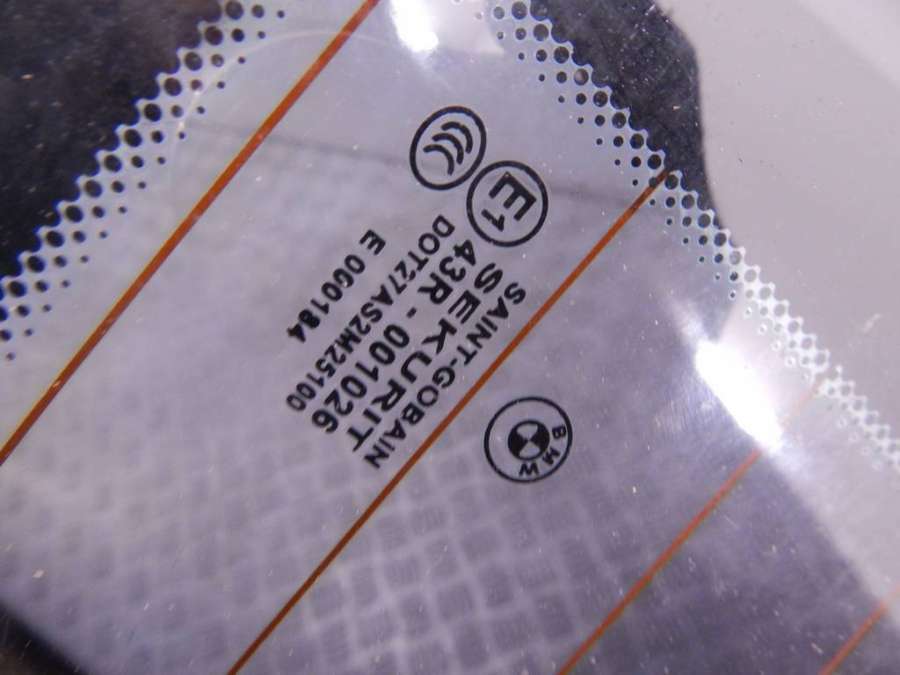 BMW
SAINT-GOBAIN
SEKURIT
43R - 001026
DOT27AS2M25100
E 000184
E1